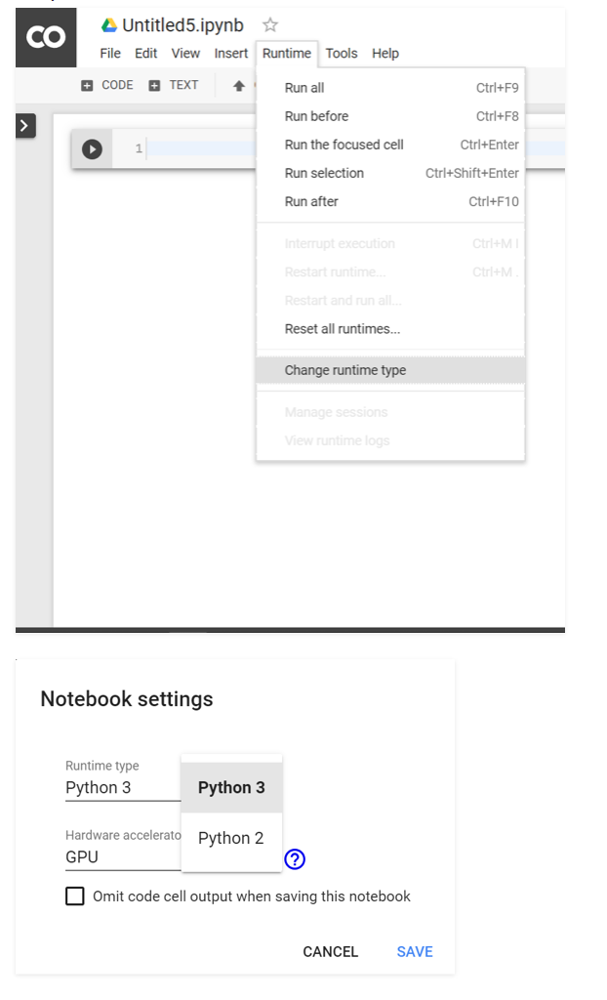 CO
Untitled5.ipynb
File Edit View Insert Runtime Tools Help
CODE TEXT
Run all Ctrl+F9
Run before Ctrl+F8
1 Run the focused cell Ctrl+Enter
Run selection Ctrl+Shift+Enter
Run after Ctrl+F10
Interrupt execution Ctrl+M I
Restart runtime... Ctrl+M .
Restart and run all...
Reset all runtimes...
Change runtime type
Manage sessions
View runtime logs
Notebook settings
Runtime type
Python 3 Python 3
Hardware accelerato Python 2
GPU ?
Omit code cell output when saving this notebook
CANCEL SAVE